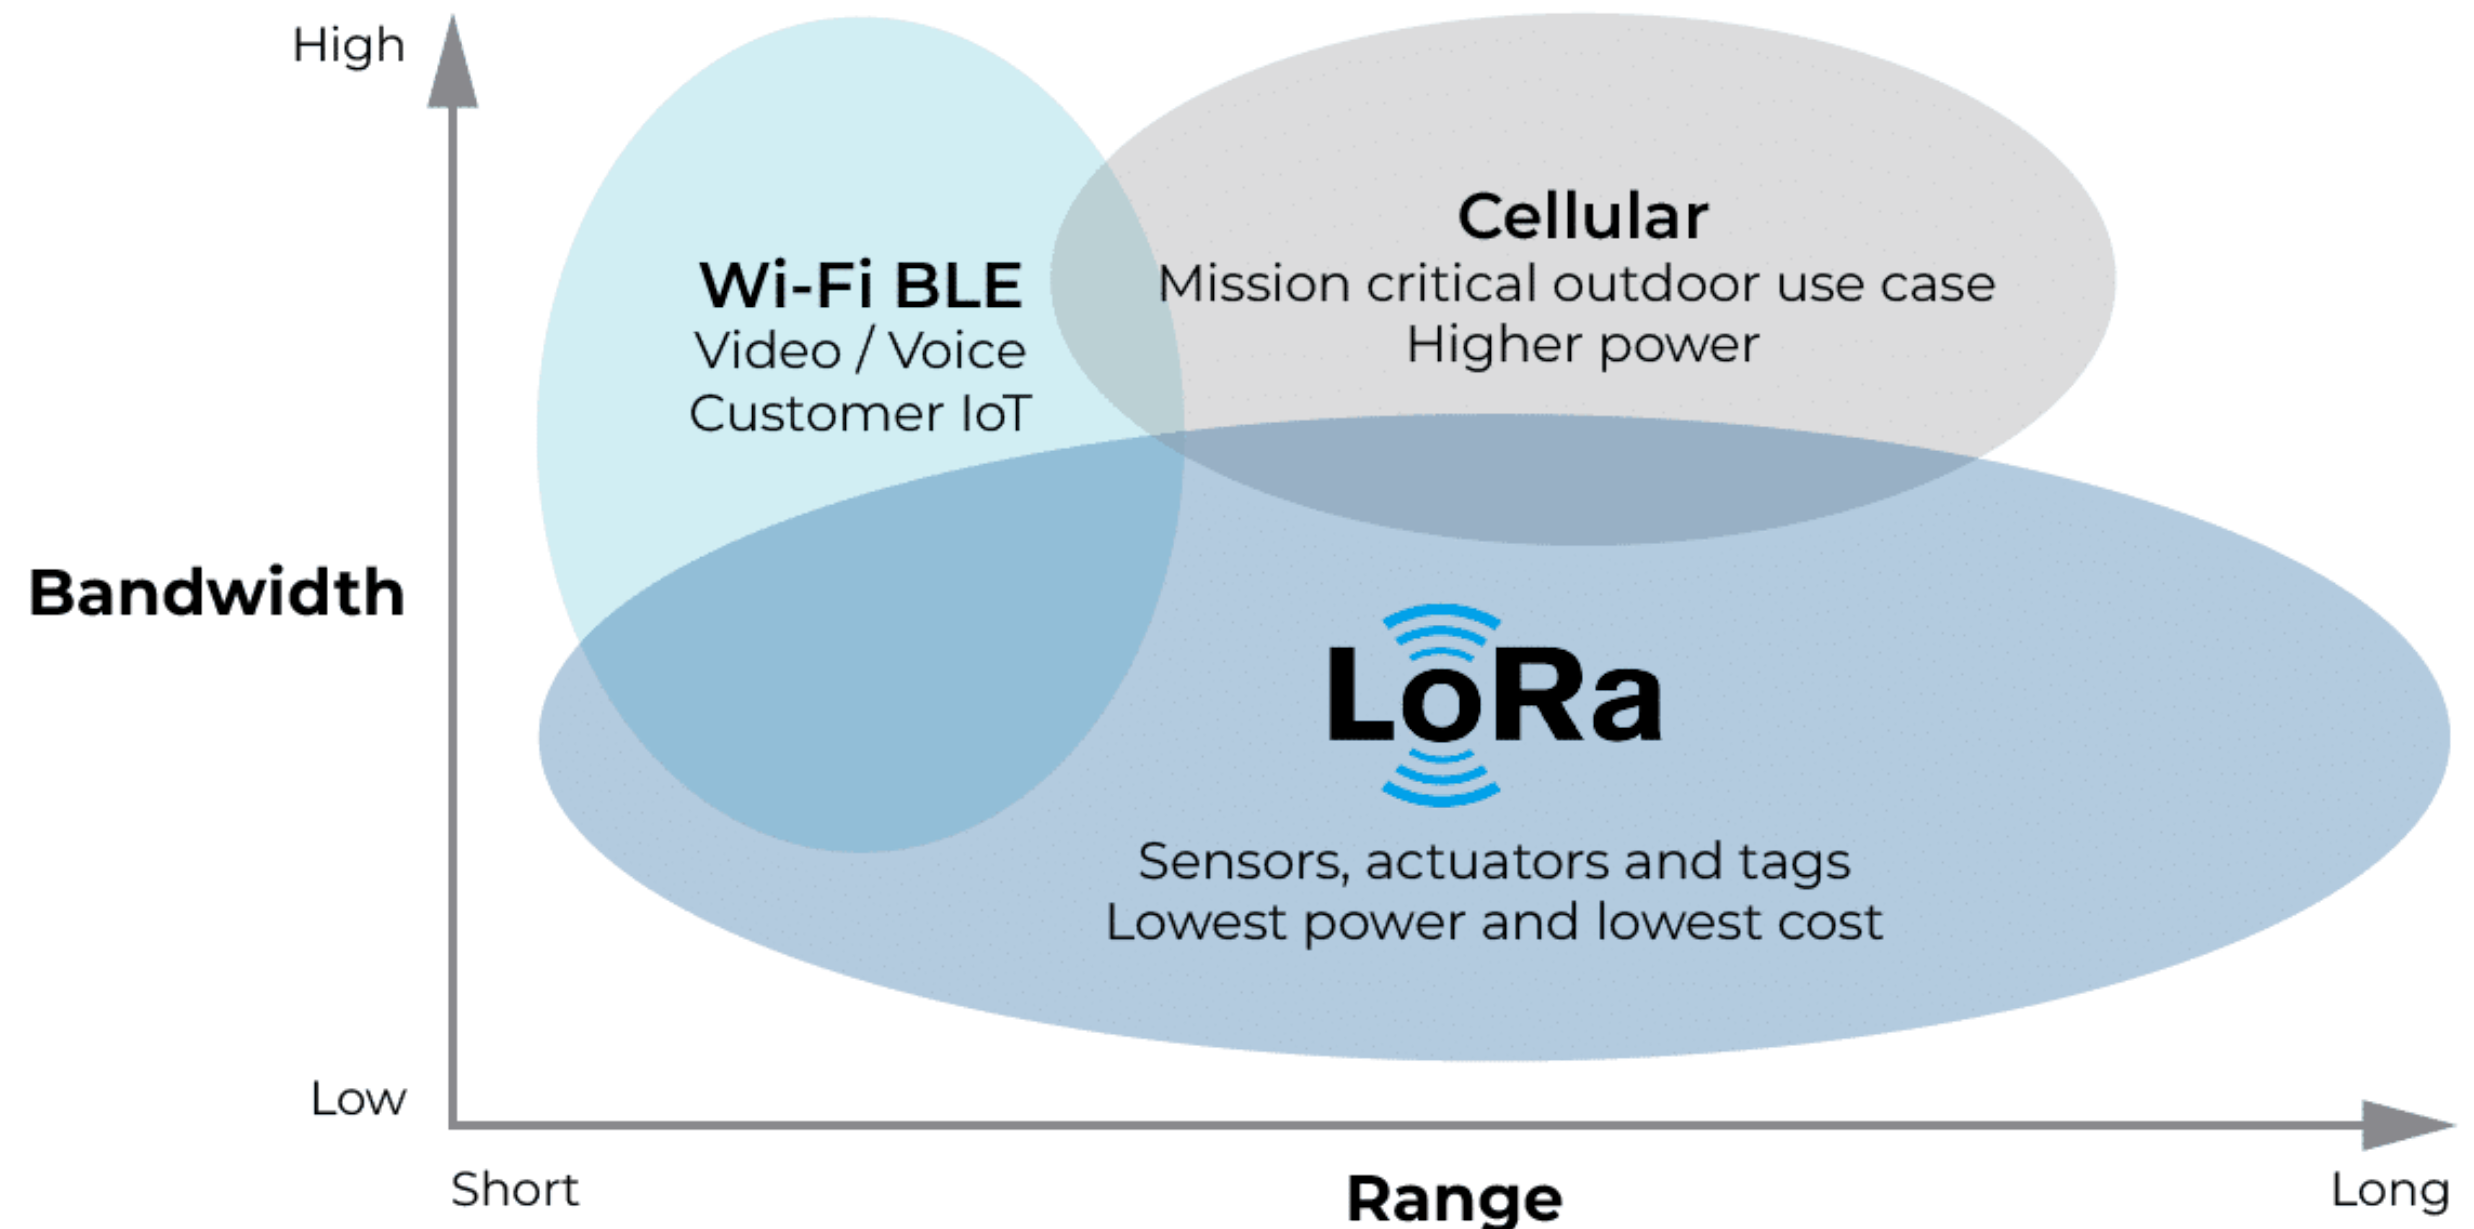 High
Cellular
Mission critical outdoor use case
Higher power
Wi-Fi BLE
Video / Voice
Customer IoT
Bandwidth
LoRa
Sensors, actuators and tags
Lowest power and lowest cost
Low
Short
Range
Long